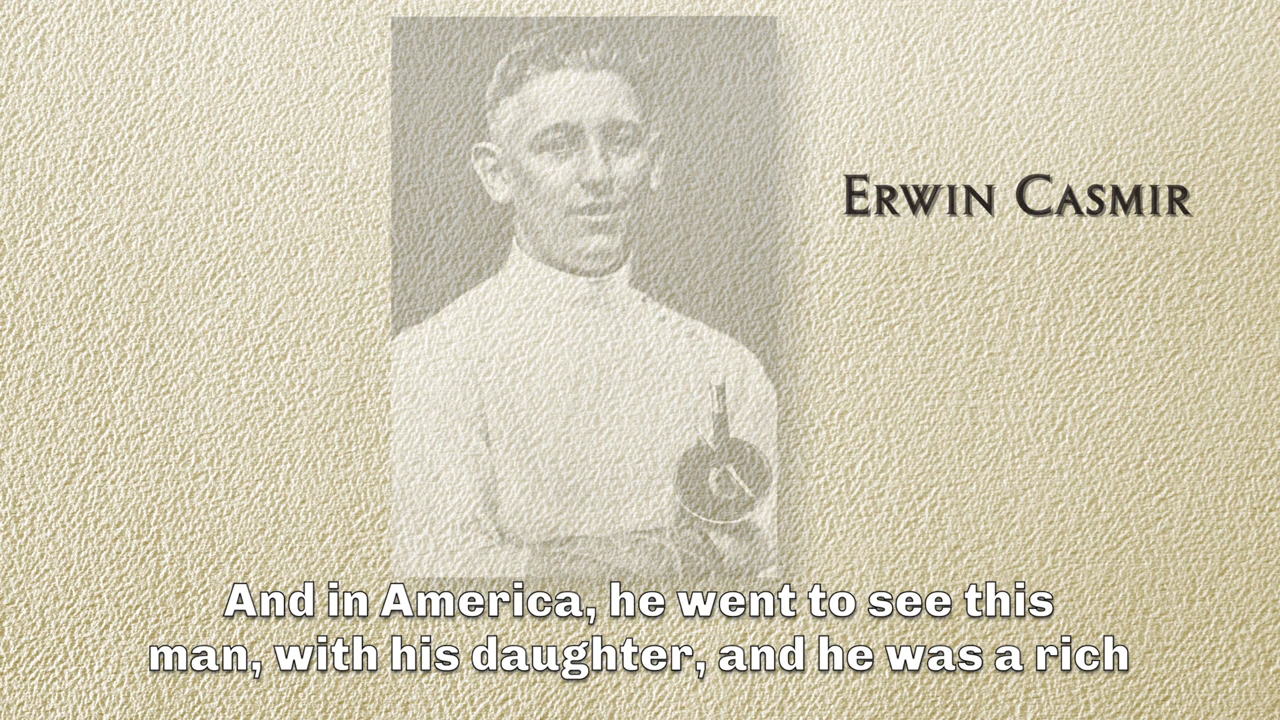 Erwin Casmir
And in America, he went to see this
man, with his daughter, and he was a rich